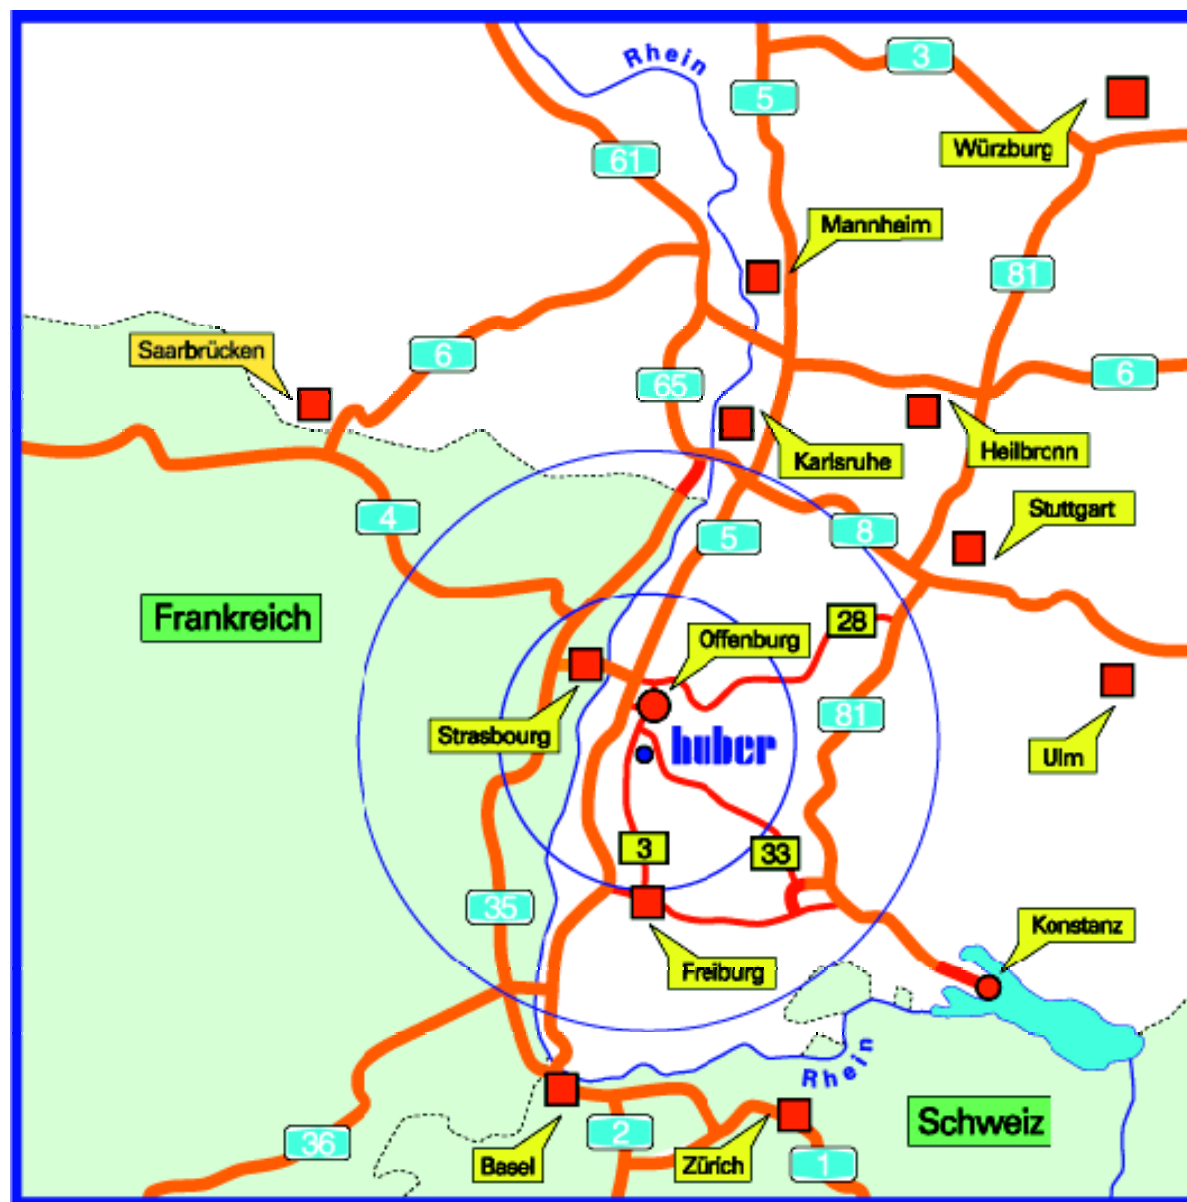 Rhein
3
5
Würzburg
61
Mannheim
81
Saarbrücken
6
65
6
Karlsruhe
Heilbronn
4
5
8
Stuttgart
Frankreich
28
Offenburg
81
Strasbourg
huber
Ulm
3
33
35
Konstanz
Freiburg
Rhein
36
2
Schweiz
Basel
Zürich
1